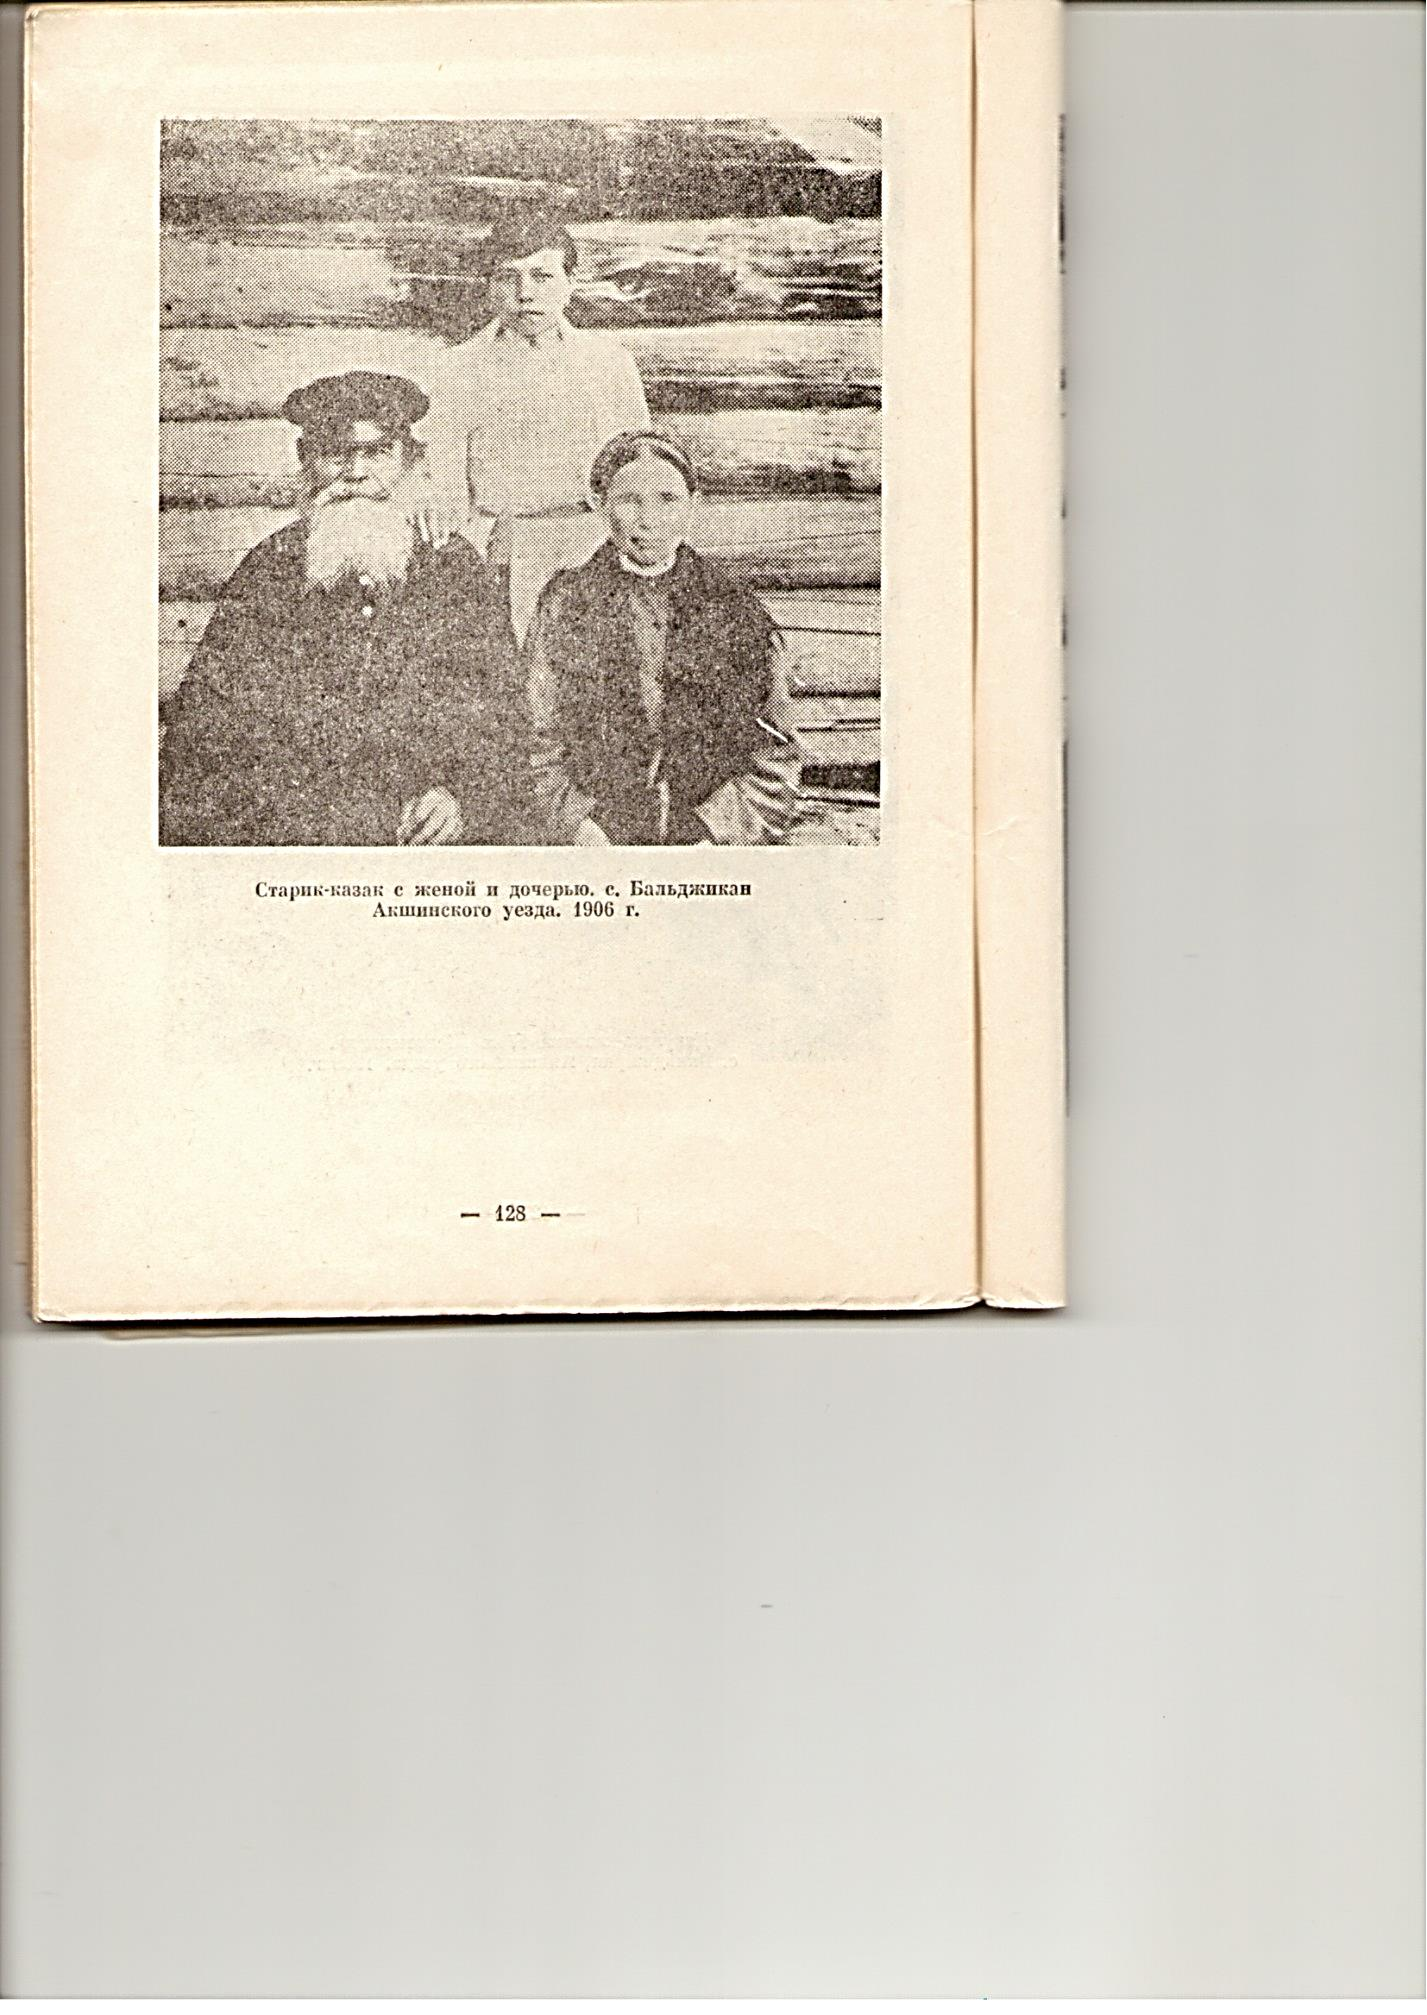 Старик-казак с женой и дочерью. с. Бальджикан
Акшинского уезда. 1906 г.
— 128 —